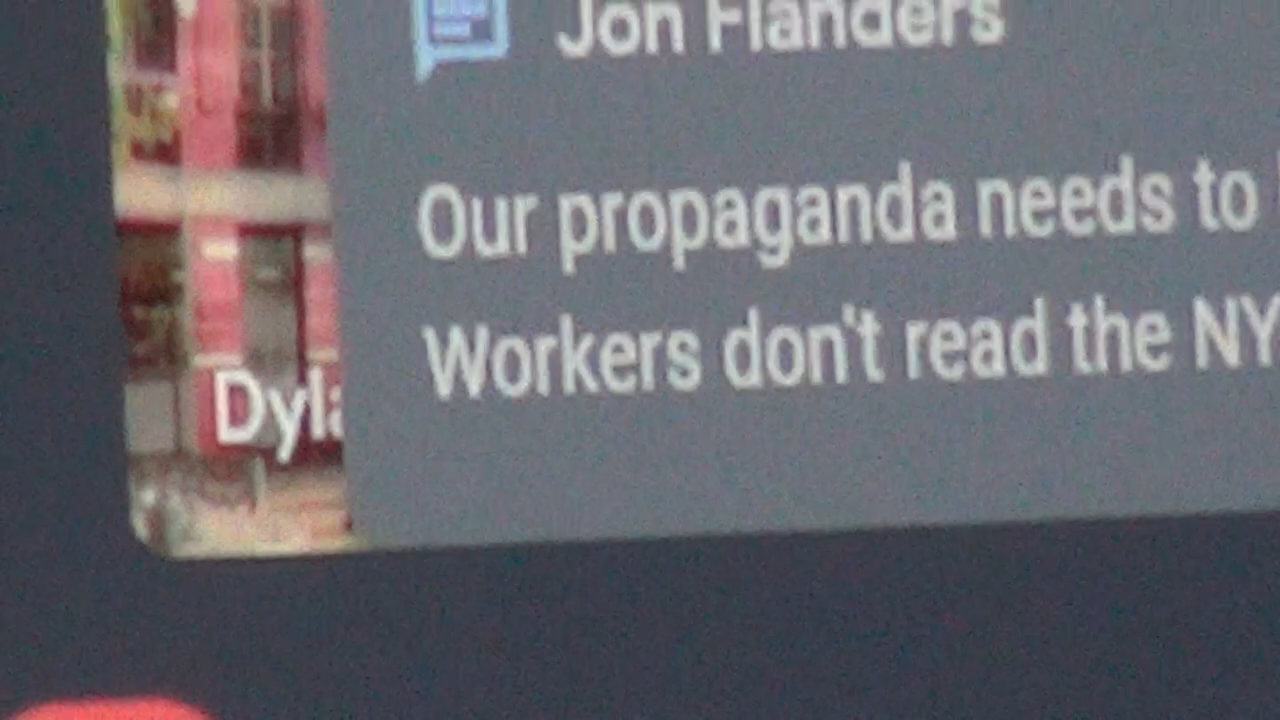 Jon Flanders
Our propaganda needs to
Workers don't read the NY
Dyla